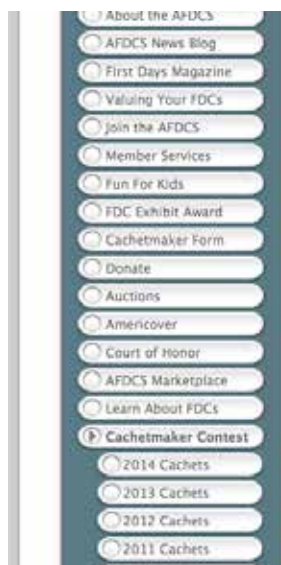 About the AFDCS
AFDCS News Blog
First Days Magazine
Valuing Your FDCs
Join the AFDCS
Member Services
Fun For Kids
FDC Exhibit Award
Cachetmaker Form
Donate
Auctions
Americover
Court of Honor
AFDCS Marketplace
Learn About FDCs
Cachetmaker Contest
2014 Cachets
2013 Cachets
2012 Cachets
2011 Cachets